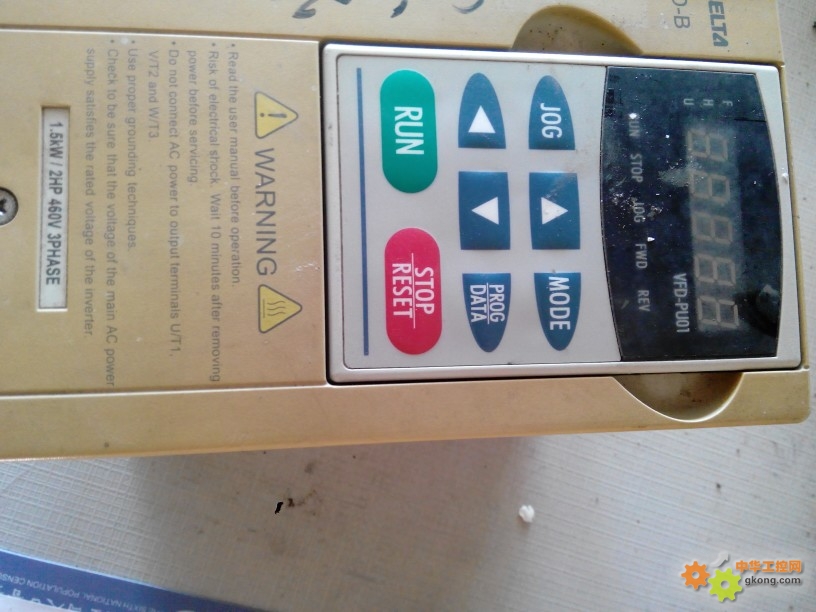 DELTA
D-B
F
H
U
RUN STOP JOG FWD REV
VFD-PU01
JOG
MODE
PROG
DATA
RUN
STOP
RESET
WARNING
• Read the user manual before operation.
• Risk of electrical shock. Wait 10 minutes after removing
power before servicing.
• Do not connect AC power to output terminals U/T1,
V/T2 and W/T3.
• Use proper grounding techniques.
• Check to be sure that the voltage of the main AC power
supply satisfies the rated voltage of the inverter.
1.5kW / 2HP 460V 3PHASE
SIXTH NATIONAL POPULATION CENSUS
中华工控网
gkong.com